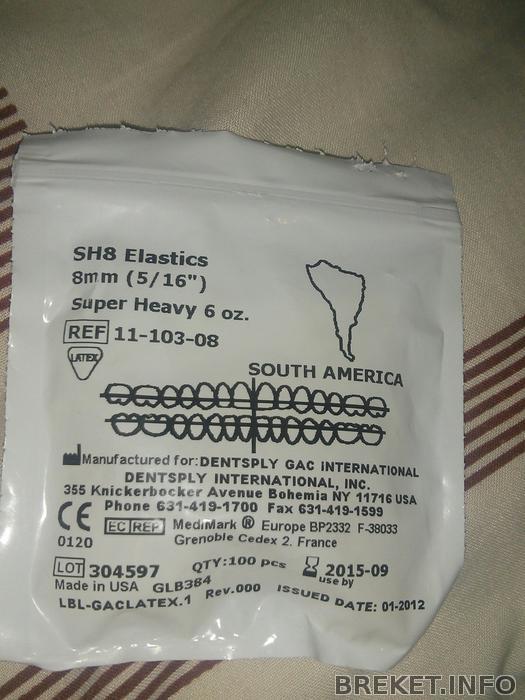 SH8 Elastics
8mm (5/16")
Super Heavy 6 oz.
REF 11-103-08
LATEX
SOUTH AMERICA
Manufactured for: DENTSPLY GAC INTERNATIONAL
DENTSPLY INTERNATIONAL, INC.
355 Knickerbocker Avenue Bohemia NY 11716 USA
Phone 631-419-1700 Fax 631-419-1599
CE EC REP MediMark ® Europe BP2332 F-38033
0120 Grenoble Cedex 2. France
LOT 304597 QTY:100 pcs 2015-09
use by
Made in USA GLB384
LBL-GACLATEX.1 Rev.000 ISSUED DATE: 01-2012
BREKET.INFO